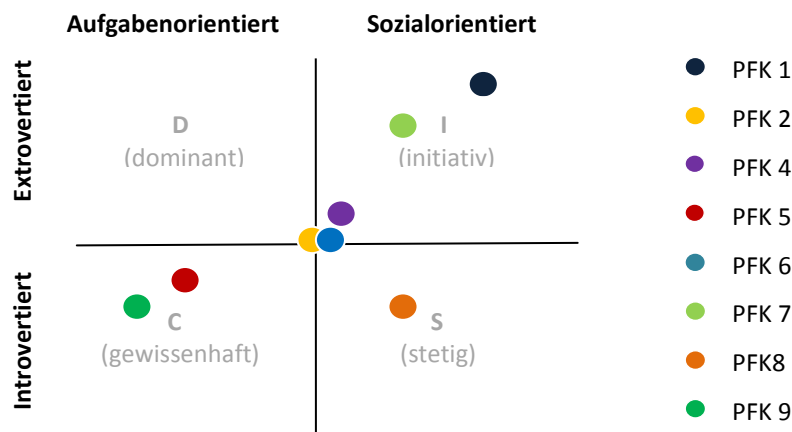 Aufgabenorientiert
Sozialorientiert
Extrovertiert
Introvertiert
D
(dominant)
I
(initiativ)
C
(gewissenhaft)
S
(stetig)
PFK 1
PFK 2
PFK 4
PFK 5
PFK 6
PFK 7
PFK8
PFK 9